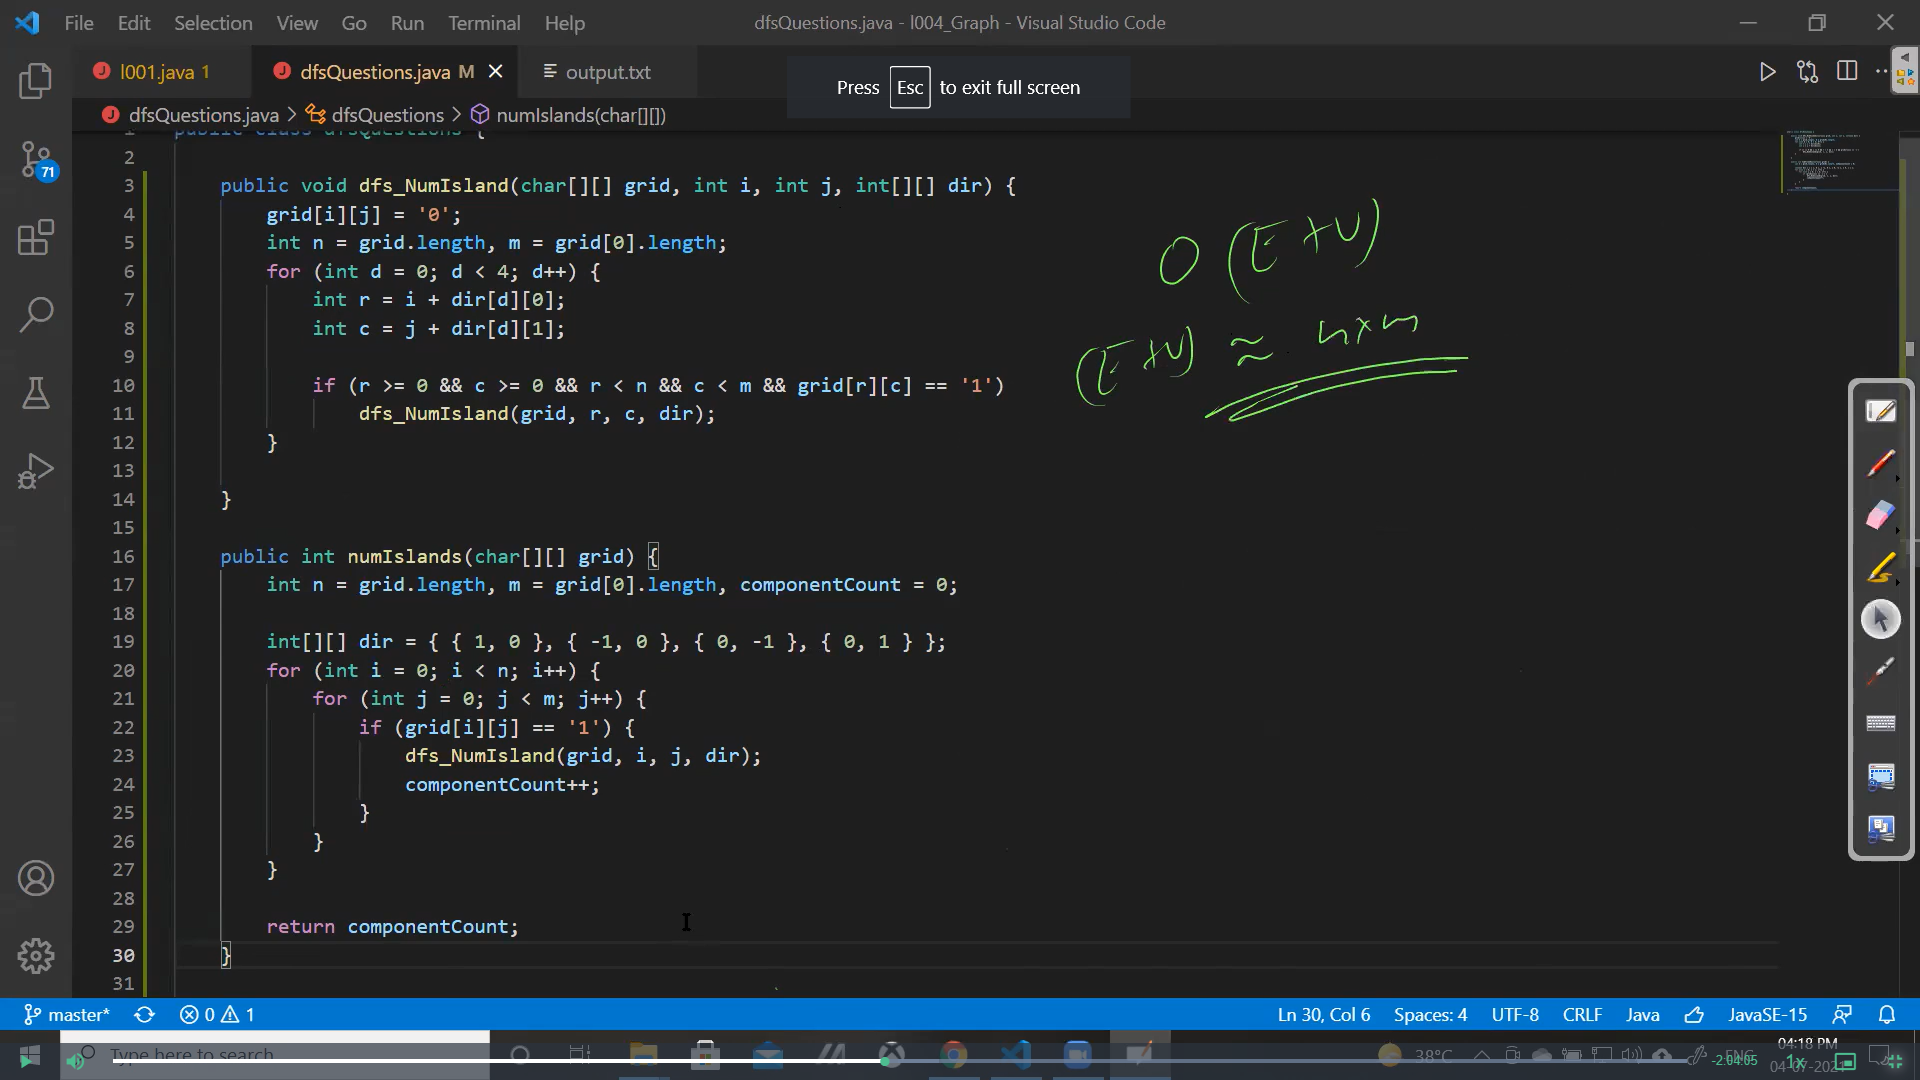 File Edit Selection View Go Run Terminal Help
dfsQuestions.java - l004_Graph - Visual Studio Code
l001.java 1
dfsQuestions.java M
output.txt
Press Esc to exit full screen
dfsQuestions.java > dfsQuestions > numIslands(char[][])
71
1 public class dfsQuestions {
2
3 public void dfs_NumIsland(char[][] grid, int i, int j, int[][] dir) {
4 grid[i][j] = '0';
5 int n = grid.length, m = grid[0].length;
6 for (int d = 0; d < 4; d++) {
7 int r = i + dir[d][0];
8 int c = j + dir[d][1];
9
10 if (r >= 0 && c >= 0 && r < n && c < m && grid[r][c] == '1')
11 dfs_NumIsland(grid, r, c, dir);
12 }
13
14 }
15
16 public int numIslands(char[][] grid) {
17 int n = grid.length, m = grid[0].length, componentCount = 0;
18
19 int[][] dir = { { 1, 0 }, { -1, 0 }, { 0, -1 }, { 0, 1 } };
20 for (int i = 0; i < n; i++) {
21 for (int j = 0; j < m; j++) {
22 if (grid[i][j] == '1') {
23 dfs_NumIsland(grid, i, j, dir);
24 componentCount++;
25 }
26 }
27 }
28
29 return componentCount;
30 }
31
O (E+V)
(E+V) ≈ n×m
master* 0 1
Ln 30, Col 6 Spaces: 4 UTF-8 CRLF Java JavaSE-15
Type here to search
38°C
ENG
04:18 PM
-2:04:05
1x